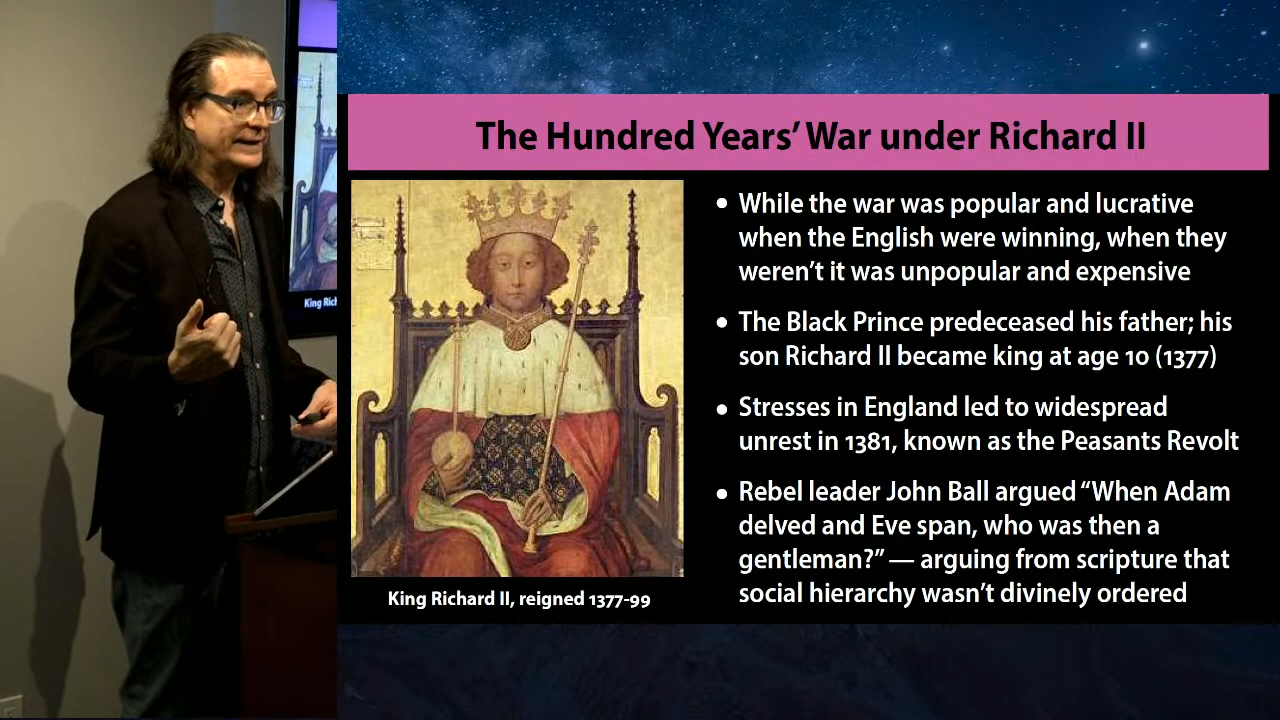 The Hundred Years' War under Richard II
• While the war was popular and lucrative
when the English were winning, when they
weren't it was unpopular and expensive
• The Black Prince predeceased his father; his
son Richard II became king at age 10 (1377)
• Stresses in England led to widespread
unrest in 1381, known as the Peasants Revolt
• Rebel leader John Ball argued “When Adam
delved and Eve span, who was then a
gentleman?” — arguing from scripture that
social hierarchy wasn't divinely ordered
King Richard II, reigned 1377-99
King Rich